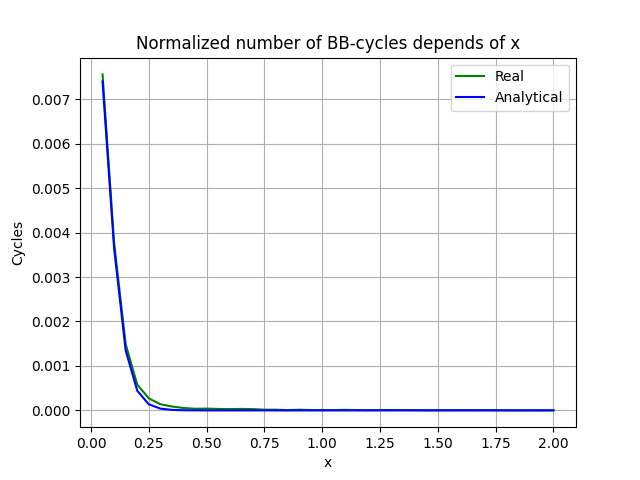 Normalized number of BB-cycles depends of x
Real
Analytical
0.007
0.006
0.005
0.004
0.003
0.002
0.001
0.000
Cycles
0.00 0.25 0.50 0.75 1.00 1.25 1.50 1.75 2.00
x